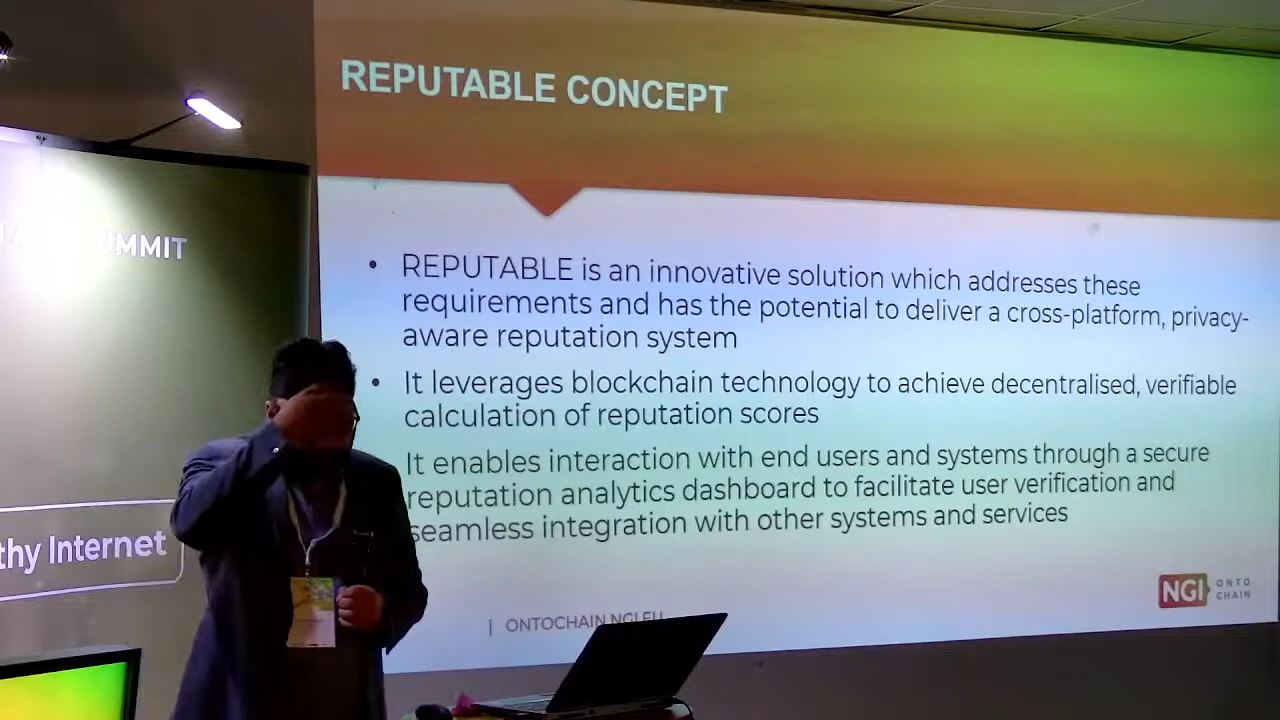 REPUTABLE CONCEPT
• REPUTABLE is an innovative solution which addresses these
requirements and has the potential to deliver a cross-platform, privacy-
aware reputation system
• It leverages blockchain technology to achieve decentralised, verifiable
calculation of reputation scores
It enables interaction with end users and systems through a secure
reputation analytics dashboard to facilitate user verification and
seamless integration with other systems and services
| ONTOCHAIN.NGI.EU
NGI ONTO
CHAIN
Internet